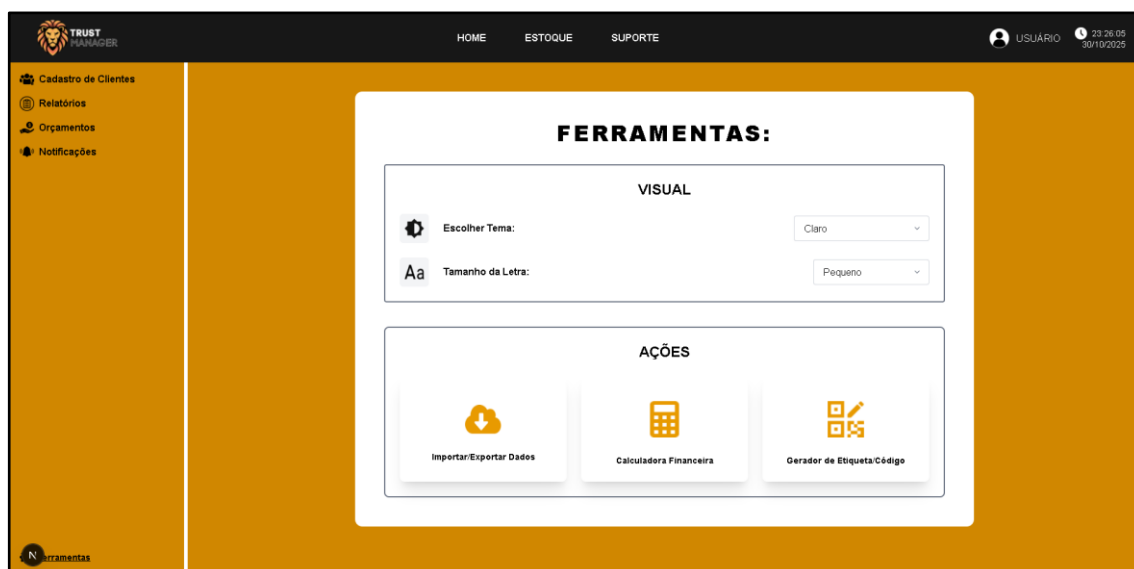 TRUST
MANAGER
HOME ESTOQUE SUPORTE
USUÁRIO
23:26:05
30/10/2025
Cadastro de Clientes
Relatórios
Orçamentos
Notificações
FERRAMENTAS:
VISUAL
Escolher Tema: Claro
Aa Tamanho da Letra: Pequeno
AÇÕES
Importar/Exportar Dados
Calculadora Financeira
Gerador de Etiqueta/Código
N
erramentas